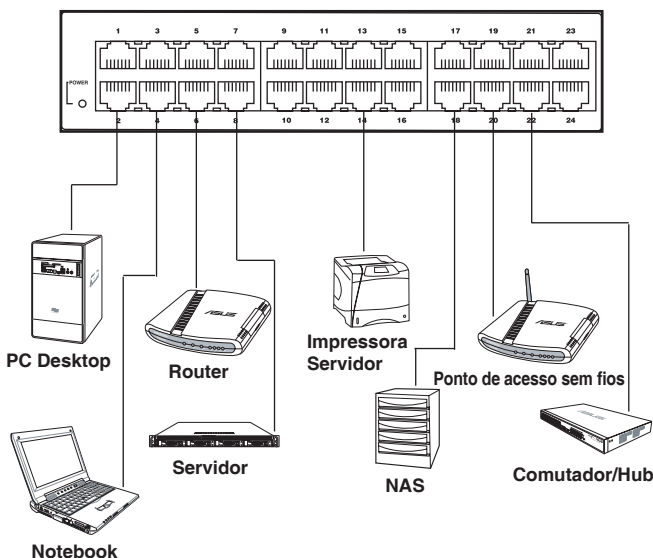 1 3 5 7 9 11 13 15 17 19 21 23
POWER
2 4 6 8 10 12 14 16 18 20 22 24
PC Desktop
Router
Impressora
Servidor
Ponto de acesso sem fios
Servidor
NAS
Comutador/Hub
Notebook
ASUS
ASUS